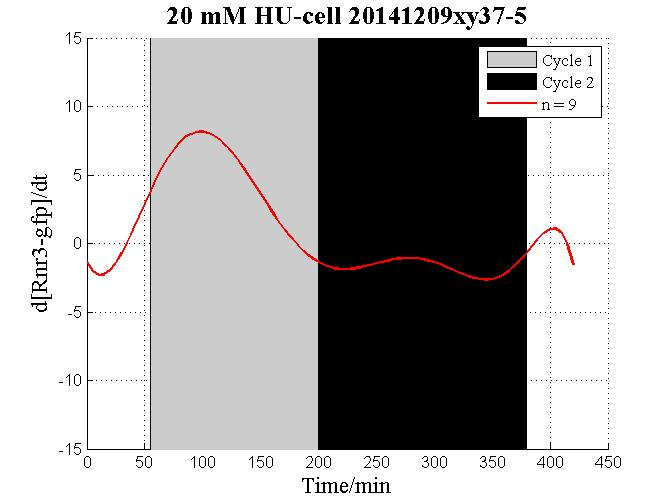 20 mM HU-cell 20141209xy37-5
15
10
5
0
-5
-10
-15
d[Rnr3-gfp]/dt
Cycle 1
Cycle 2
n = 9
0 50 100 150 200 250 300 350 400 450
Time/min